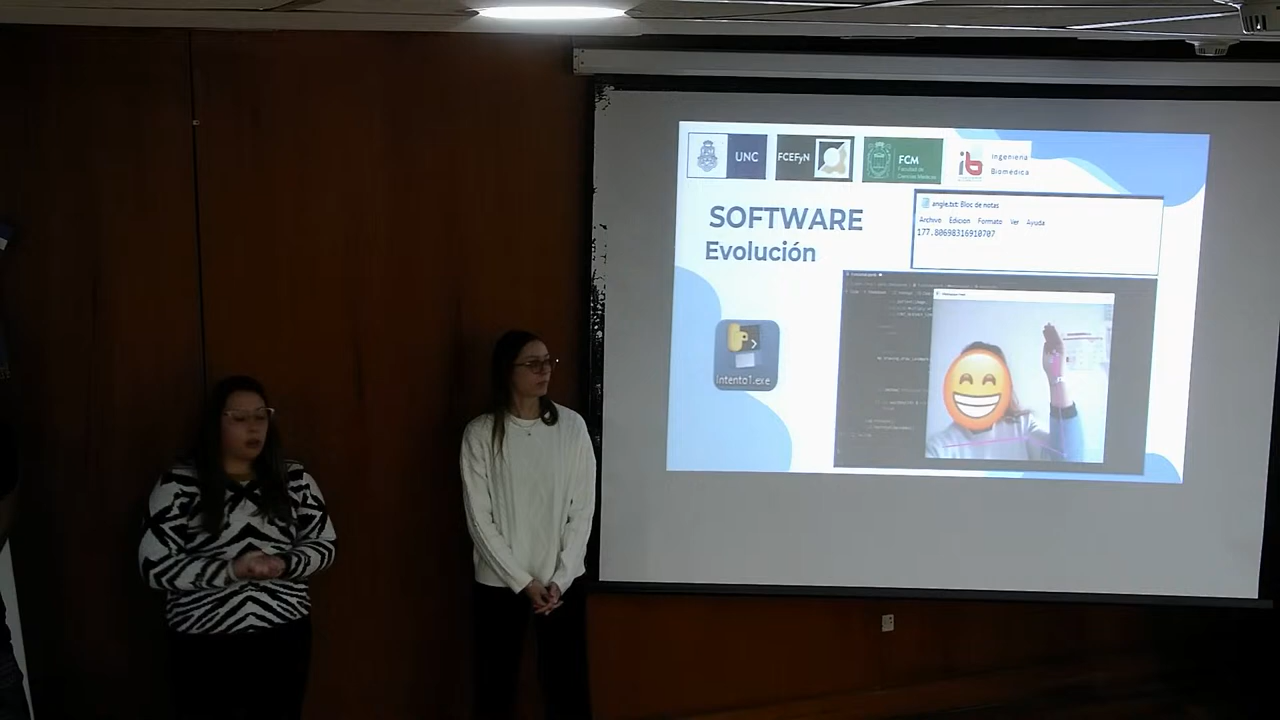 UNC
FCEFyN
FCM
Facultad de
Ciencias Médicas
ib
Ingeniería
Biomédica
SOFTWARE
Evolución
angle.txt: Bloc de notas
Archivo Edición Formato Ver Ayuda
177.80698316910707
Intento1.exe